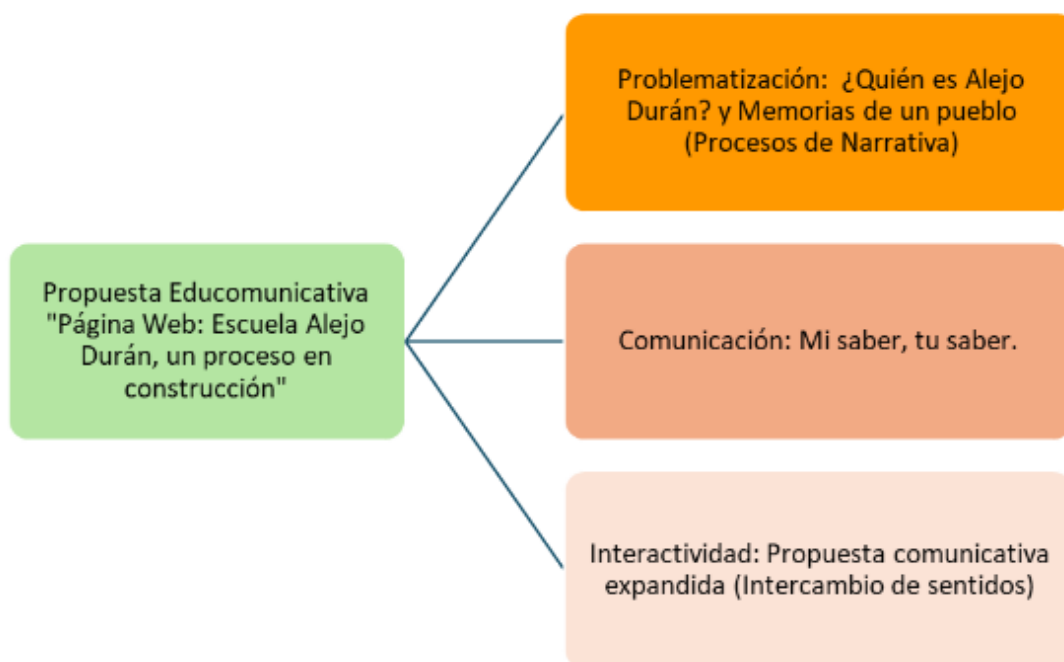 Problematización: ¿Quién es Alejo
Durán? y Memorias de un pueblo
(Procesos de Narrativa)
Propuesta Educomunicativa
"Página Web: Escuela Alejo
Durán, un proceso en
construcción"
Comunicación: Mi saber, tu saber.
Interactividad: Propuesta comunicativa
expandida (Intercambio de sentidos)